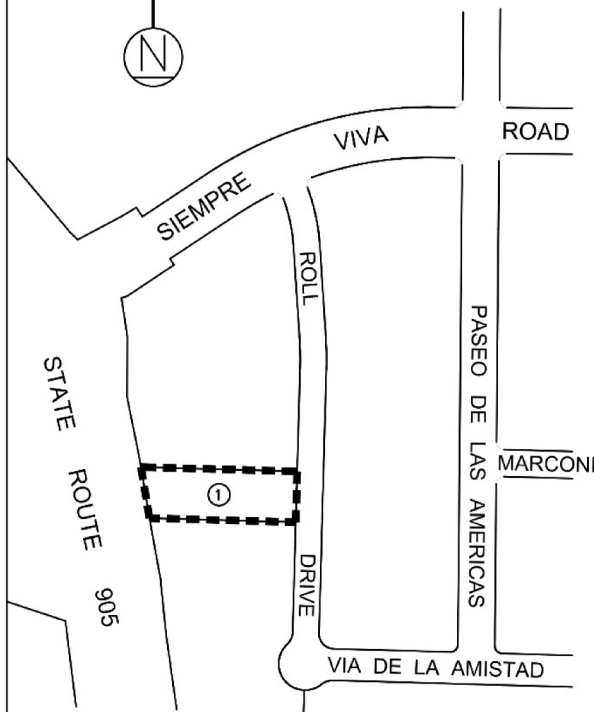 N
VIVA
ROAD
SIEMPRE
ROLL
STATE ROUTE 905
PASEO DE LAS AMERICAS
MARCONI
1
DRIVE
VIA DE LA AMISTAD